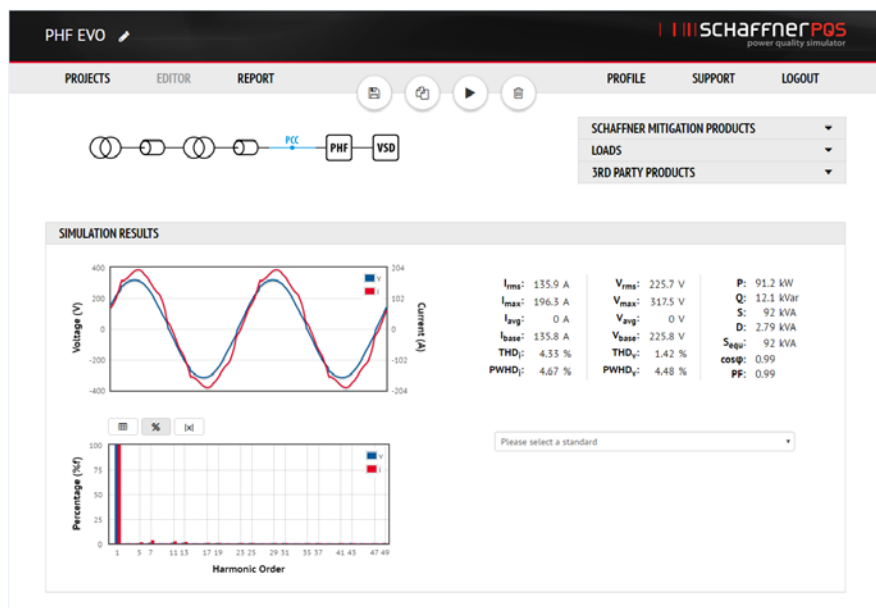 PHF EVO
schaffner PQS
power quality simulator
PROJECTS EDITOR REPORT PROFILE SUPPORT LOGOUT
PCC
PHF VSD
SCHAFFNER MITIGATION PRODUCTS
LOADS
3RD PARTY PRODUCTS
SIMULATION RESULTS
400 204
200 102
0 0
-200 -102
-400 -204
Voltage (V)
Current (A)
v
i
Irms: 135.9 A Vrms: 225.7 V P: 91.2 kW
Imax: 196.3 A Vmax: 317.5 V Q: 12.1 kVar
Iavg: 0 A Vavg: 0 V S: 92 kVA
Ibase: 135.8 A Vbase: 225.8 V D: 2.79 kVA
THDi: 4.33 % THDv: 1.42 % Sequ: 92 kVA
PWHDi: 4.67 % PWHDv: 4.48 % cosφ: 0.99
PF: 0.99
% |x|
Please select a standard
100
75
50
25
0
Percentage (%f)
v
i
1 5 7 11 13 17 19 23 25 29 31 35 37 41 43 47 49
Harmonic Order